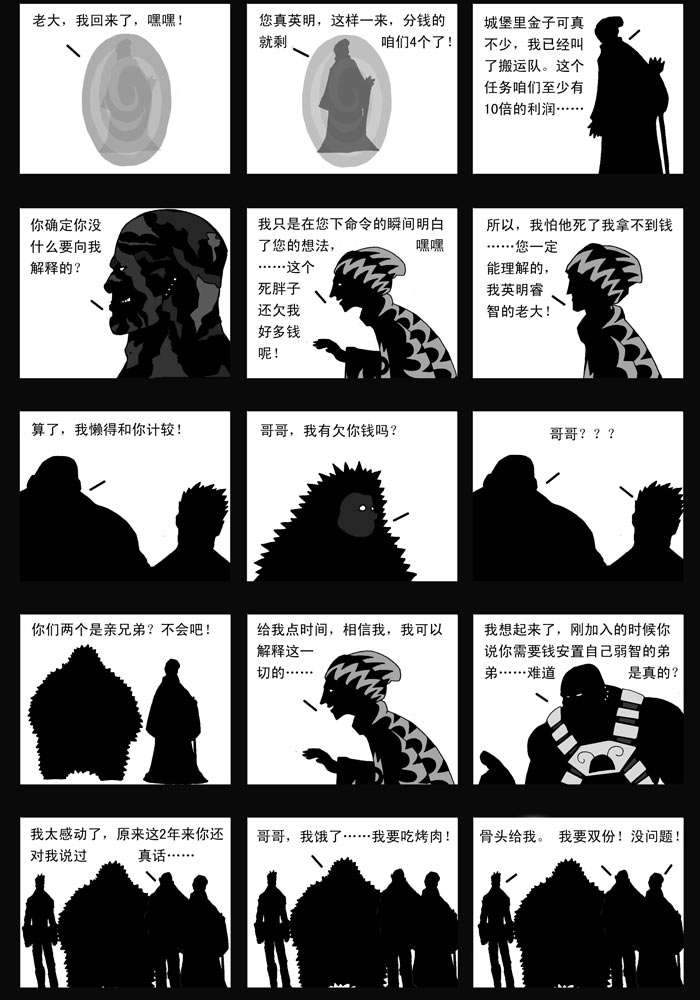 老大，我回来了，嘿嘿！
您真英明，这样一来，分钱的
就剩 咱们4个了！
城堡里金子可真
不少，我已经叫
了搬运队。这个
任务咱们至少有
10倍的利润……
你确定你没
什么要向我
解释的？
我只是在您下命令的瞬间明白
了您的想法， 嘿嘿
……这个
死胖子
还欠我
好多钱
呢！
所以，我怕他死了我拿不到钱
……您一定
能理解的，
我英明睿
智的老大！
算了，我懒得和你计较！
哥哥，我有欠你钱吗？
哥哥？？？
你们两个是亲兄弟？不会吧！
给我点时间，相信我，我可以
解释这一
切的……
我想起来了，刚加入的时候你
说你需要钱安置自己弱智的弟
弟……难道 是真的？
我太感动了，原来这2年来你还
对我说过 真话……
哥哥，我饿了……我要吃烤肉！
骨头给我。 我要双份！没问题！